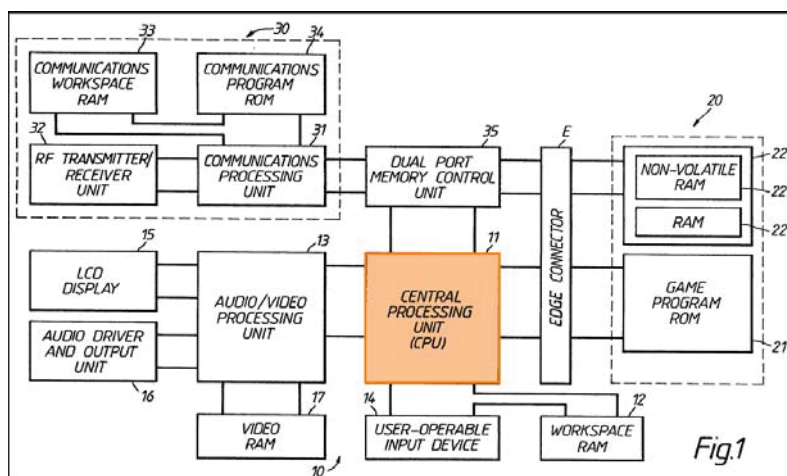 33
30
34
COMMUNICATIONS
WORKSPACE
RAM
COMMUNICATIONS
PROGRAM
ROM
32
31
35
E
20
RF TRANSMITTER/
RECEIVER
UNIT
COMMUNICATIONS
PROCESSING
UNIT
DUAL PORT
MEMORY CONTROL
UNIT
22
NON-VOLATILE
RAM
22
RAM
22
15
13
11
LCD
DISPLAY
AUDIO/VIDEO
PROCESSING
UNIT
CENTRAL
PROCESSING
UNIT
(CPU)
EDGE CONNECTOR
GAME
PROGRAM
ROM
AUDIO DRIVER
AND OUTPUT
UNIT
21
16
17
14
12
VIDEO
RAM
USER-OPERABLE
INPUT DEVICE
WORKSPACE
RAM
10
Fig.1